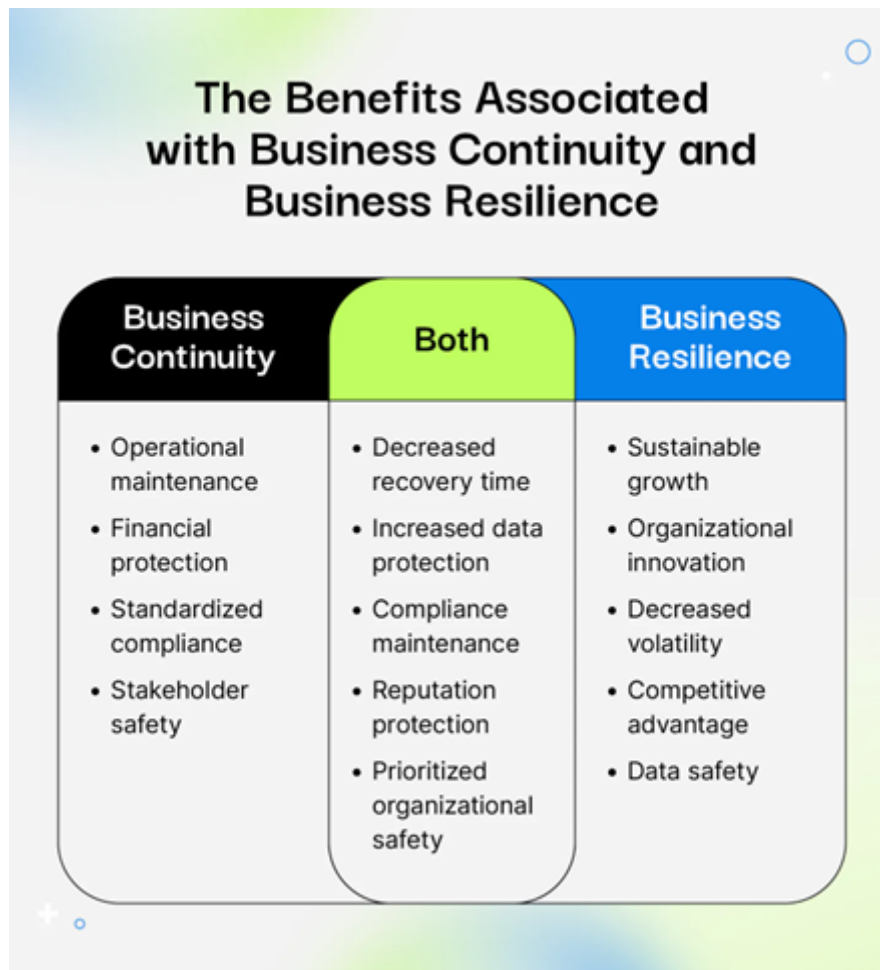 The Benefits Associated
with Business Continuity and
Business Resilience
Business
Continuity
• Operational
maintenance
• Financial
protection
• Standardized
compliance
• Stakeholder
safety
Both
• Decreased
recovery time
• Increased data
protection
• Compliance
maintenance
• Reputation
protection
• Prioritized
organizational
safety
Business
Resilience
• Sustainable
growth
• Organizational
innovation
• Decreased
volatility
• Competitive
advantage
• Data safety